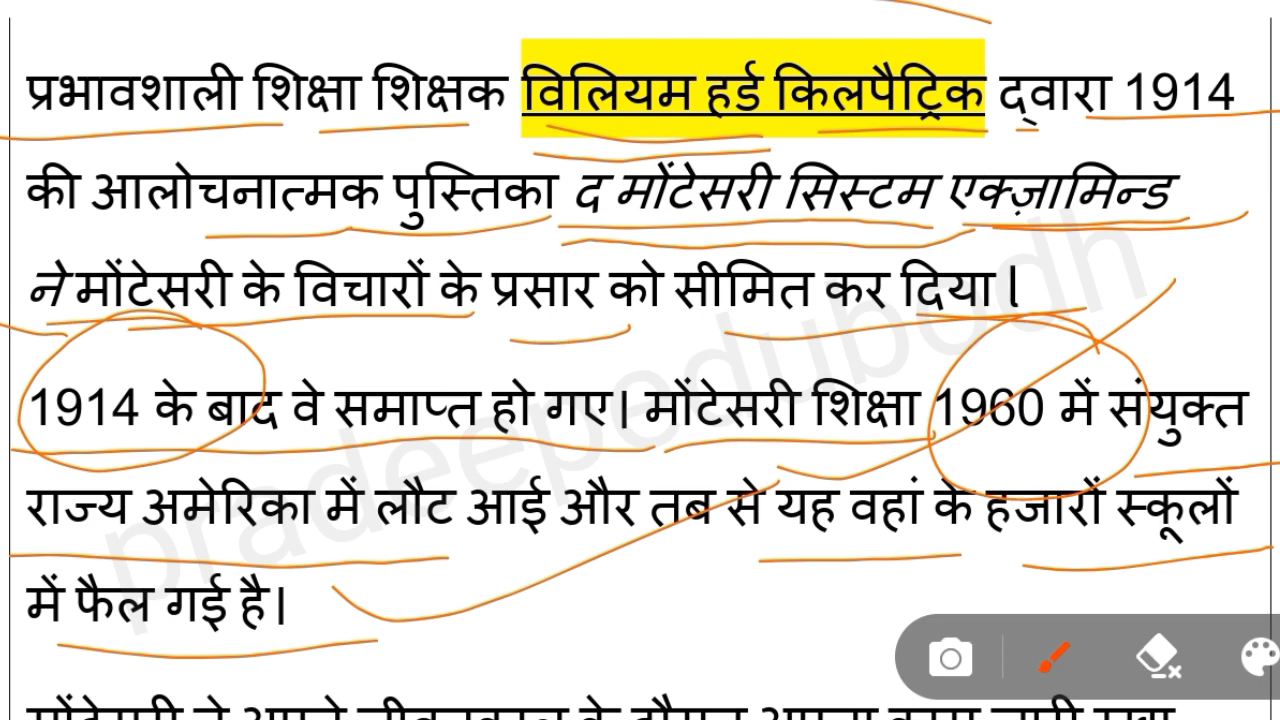 प्रभावशाली शिक्षा शिक्षक विलियम हर्ड किलपैट्रिक द्वारा 1914
की आलोचनात्मक पुस्तिका द मोंटेसरी सिस्टम एक्ज़ामिन्ड
ने मोंटेसरी के विचारों के प्रसार को सीमित कर दिया।
1914 के बाद वे समाप्त हो गए। मोंटेसरी शिक्षा 1960 में संयुक्त
राज्य अमेरिका में लौट आई और तब से यह वहां के हजारों स्कूलों
में फैल गई है।
pradeepedubodh